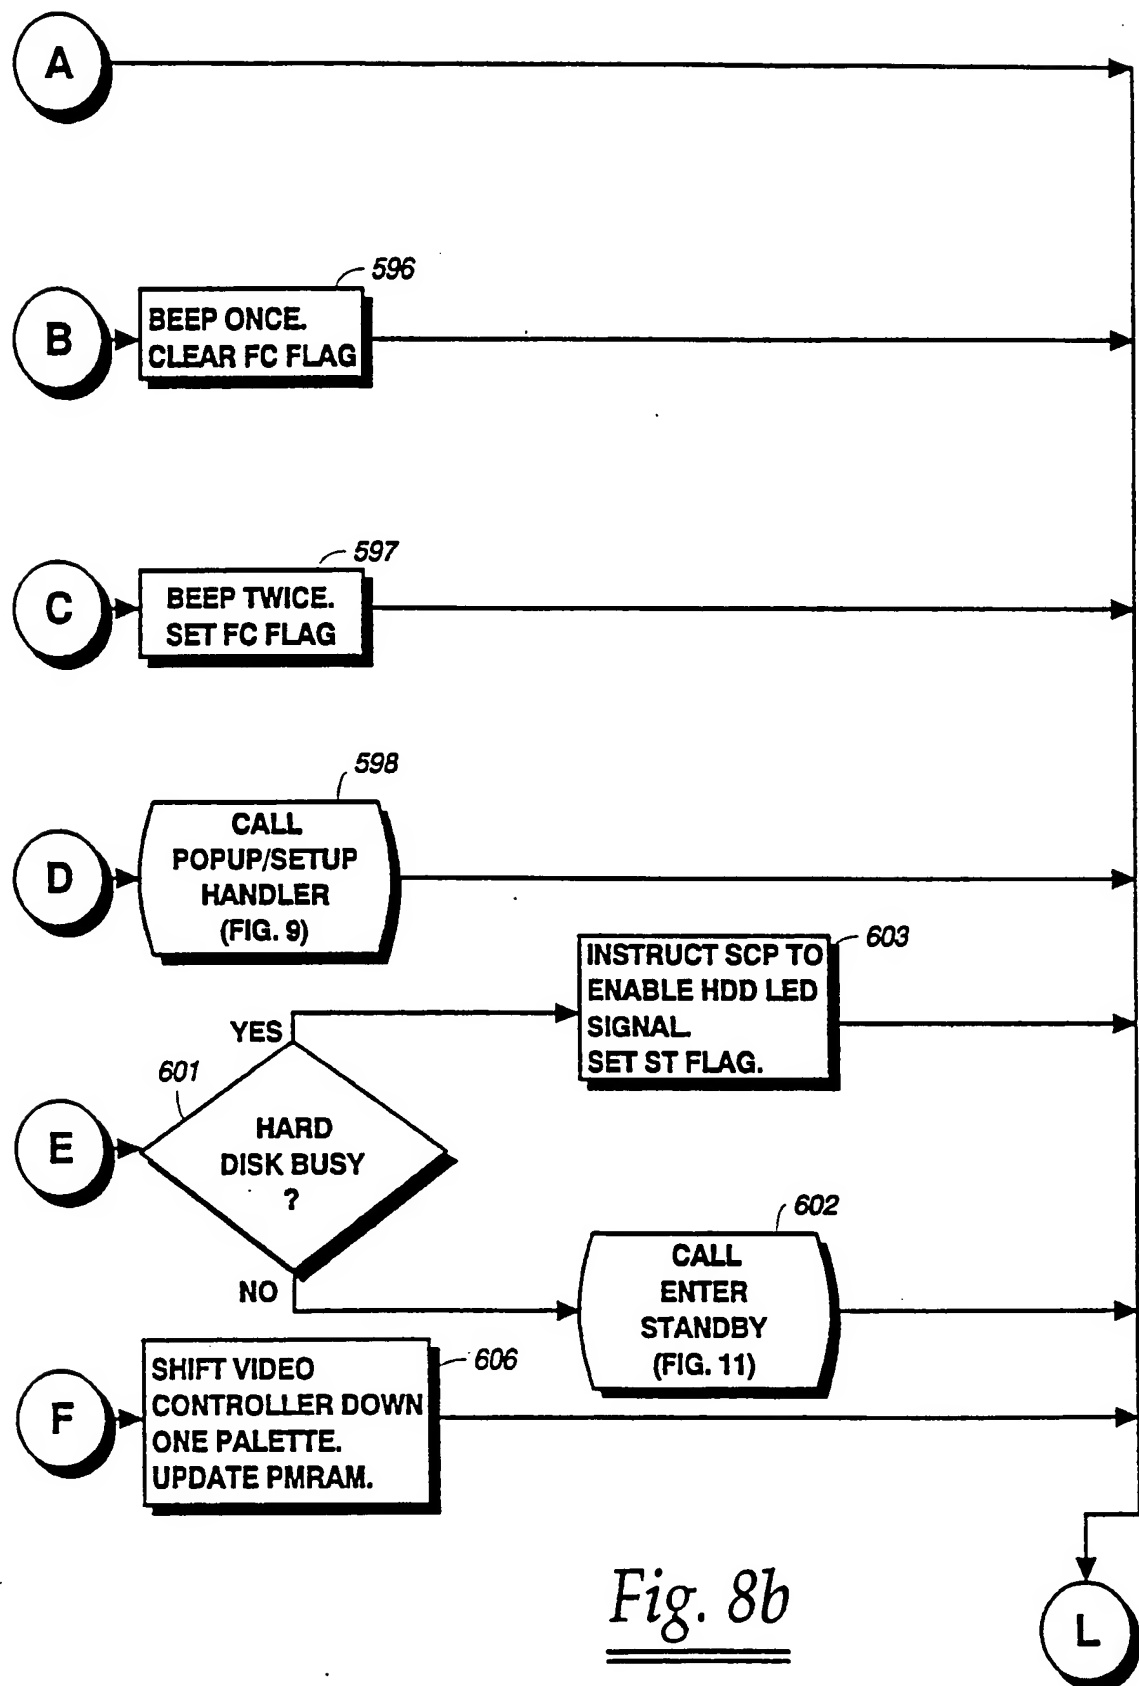 A
596
B
BEEP ONCE.
CLEAR FC FLAG
597
C
BEEP TWICE.
SET FC FLAG
598
D
CALL
POPUP/SETUP
HANDLER
(FIG. 9)
603
INSTRUCT SCP TO
ENABLE HDD LED
SIGNAL.
SET ST FLAG.
YES
601
E
HARD
DISK BUSY
?
NO
602
CALL
ENTER
STANDBY
(FIG. 11)
606
F
SHIFT VIDEO
CONTROLLER DOWN
ONE PALETTE.
UPDATE PMRAM.
Fig. 8b
L